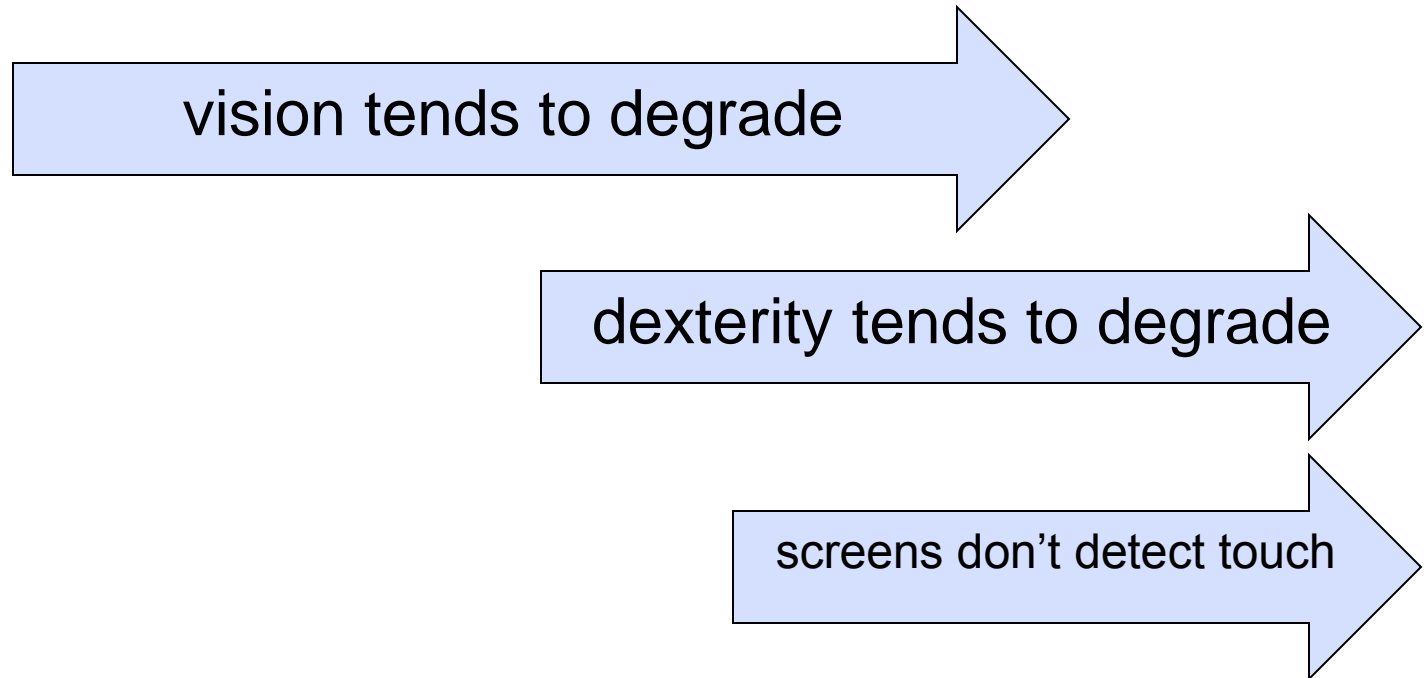 vision tends to degrade
dexterity tends to degrade
screens don’t detect touch